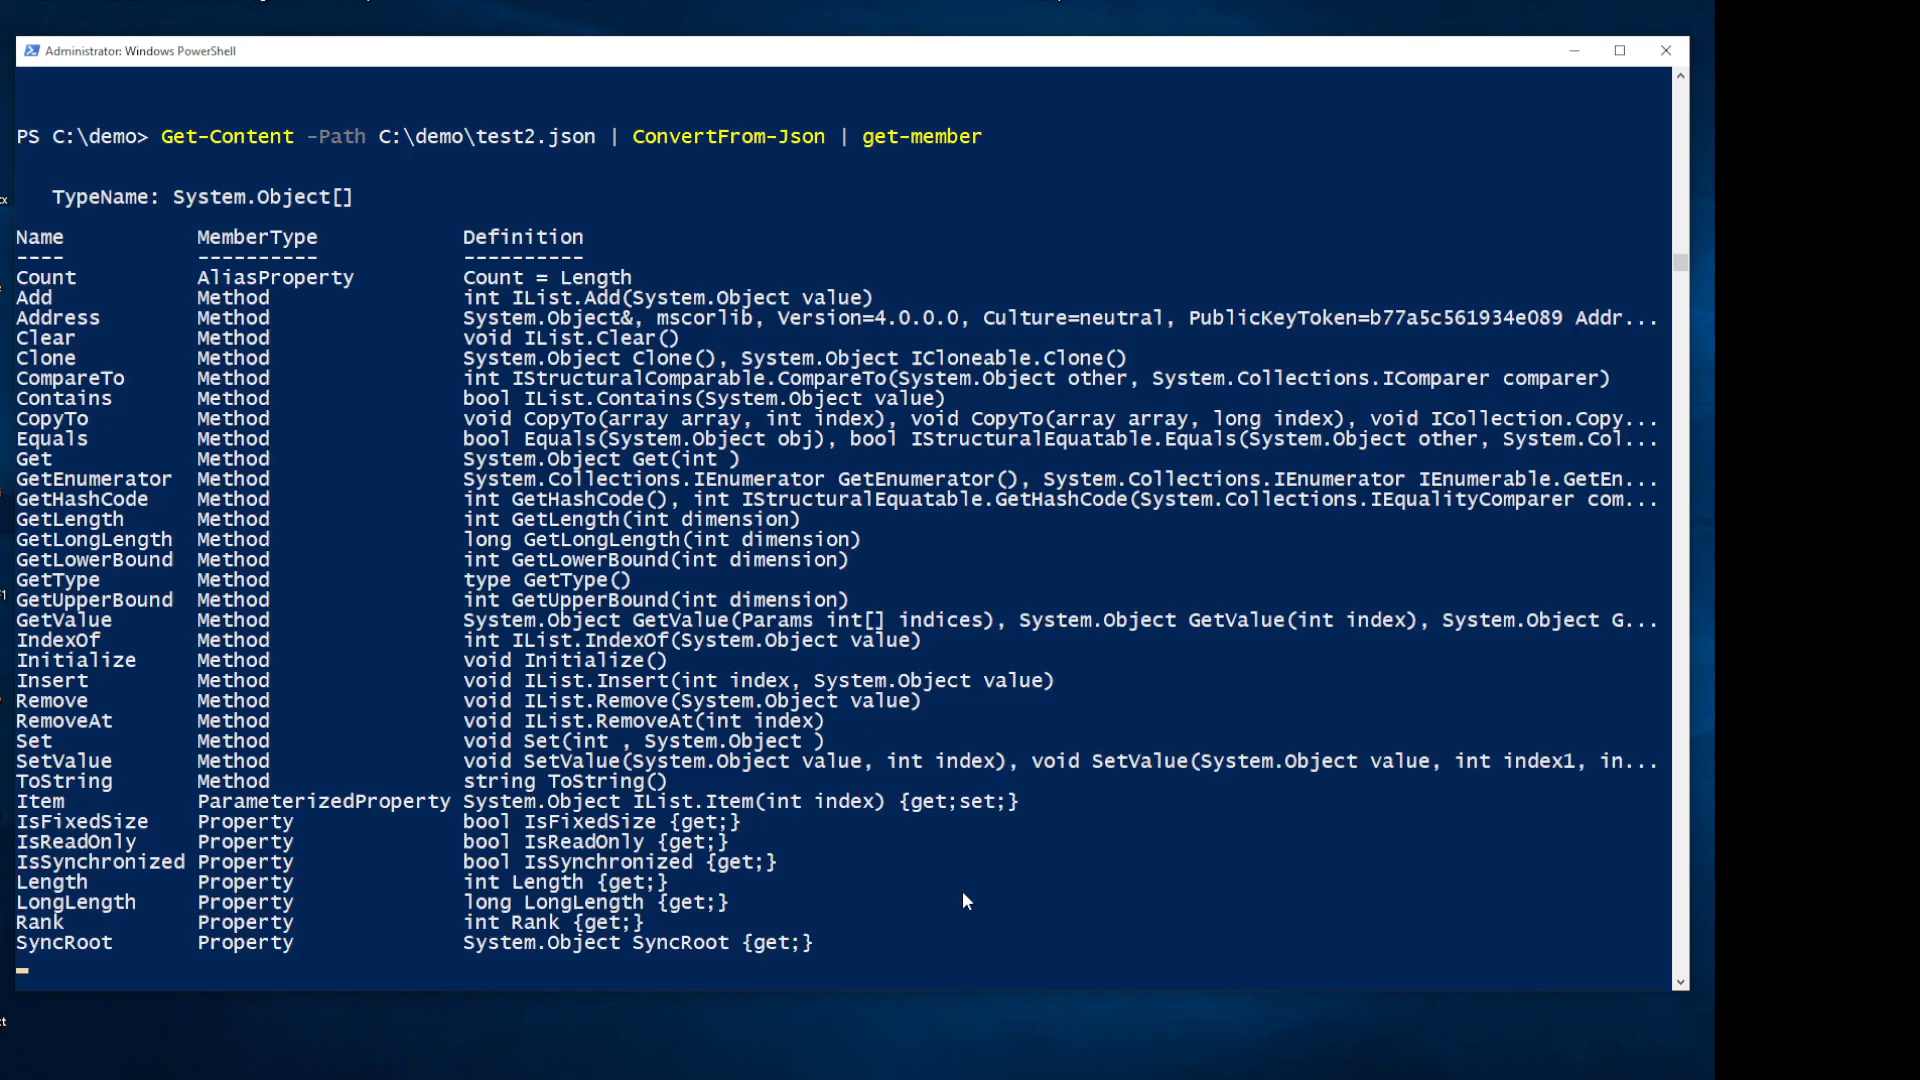 Administrator: Windows PowerShell
PS C:\demo> Get-Content -Path C:\demo\test2.json | ConvertFrom-Json | get-member
TypeName: System.Object[]
Name MemberType Definition
---- ---------- ----------
Count AliasProperty Count = Length
Add Method int IList.Add(System.Object value)
Address Method System.Object&, mscorlib, Version=4.0.0.0, Culture=neutral, PublicKeyToken=b77a5c561934e089 Addr...
Clear Method void IList.Clear()
Clone Method System.Object Clone(), System.Object ICloneable.Clone()
CompareTo Method int IStructuralComparable.CompareTo(System.Object other, System.Collections.IComparer comparer)
Contains Method bool IList.Contains(System.Object value)
CopyTo Method void CopyTo(array array, int index), void CopyTo(array array, long index), void ICollection.Copy...
Equals Method bool Equals(System.Object obj), bool IStructuralEquatable.Equals(System.Object other, System.Col...
Get Method System.Object Get(int )
GetEnumerator Method System.Collections.IEnumerator GetEnumerator(), System.Collections.IEnumerator IEnumerable.GetEn...
GetHashCode Method int GetHashCode(), int IStructuralEquatable.GetHashCode(System.Collections.IEqualityComparer com...
GetLength Method int GetLength(int dimension)
GetLongLength Method long GetLongLength(int dimension)
GetLowerBound Method int GetLowerBound(int dimension)
GetType Method type GetType()
GetUpperBound Method int GetUpperBound(int dimension)
GetValue Method System.Object GetValue(Params int[] indices), System.Object GetValue(int index), System.Object G...
IndexOf Method int IList.IndexOf(System.Object value)
Initialize Method void Initialize()
Insert Method void IList.Insert(int index, System.Object value)
Remove Method void IList.Remove(System.Object value)
RemoveAt Method void IList.RemoveAt(int index)
Set Method void Set(int , System.Object )
SetValue Method void SetValue(System.Object value, int index), void SetValue(System.Object value, int index1, in...
ToString Method string ToString()
Item ParameterizedProperty System.Object IList.Item(int index) {get;set;}
IsFixedSize Property bool IsFixedSize {get;}
IsReadOnly Property bool IsReadOnly {get;}
IsSynchronized Property bool IsSynchronized {get;}
Length Property int Length {get;}
LongLength Property long LongLength {get;}
Rank Property int Rank {get;}
SyncRoot Property System.Object SyncRoot {get;}